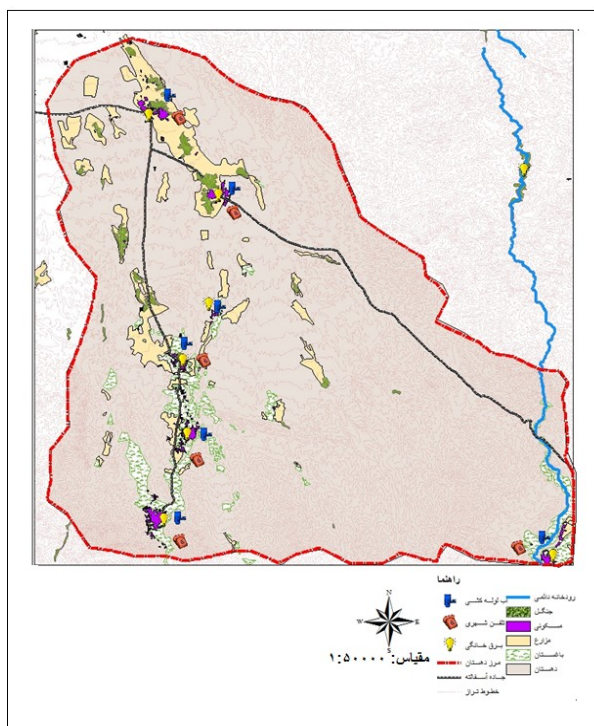 راهنما
آب لوله کشی
تلفن شهری
برق خانگی
مرز دهستان
جاده آسفالته
خطوط تراز
رودخانه دائمی
جنگل
مسکونی
مزارع
باغستان
دهستان
N
W E
S
مقیاس: ۱:۵۰۰۰۰